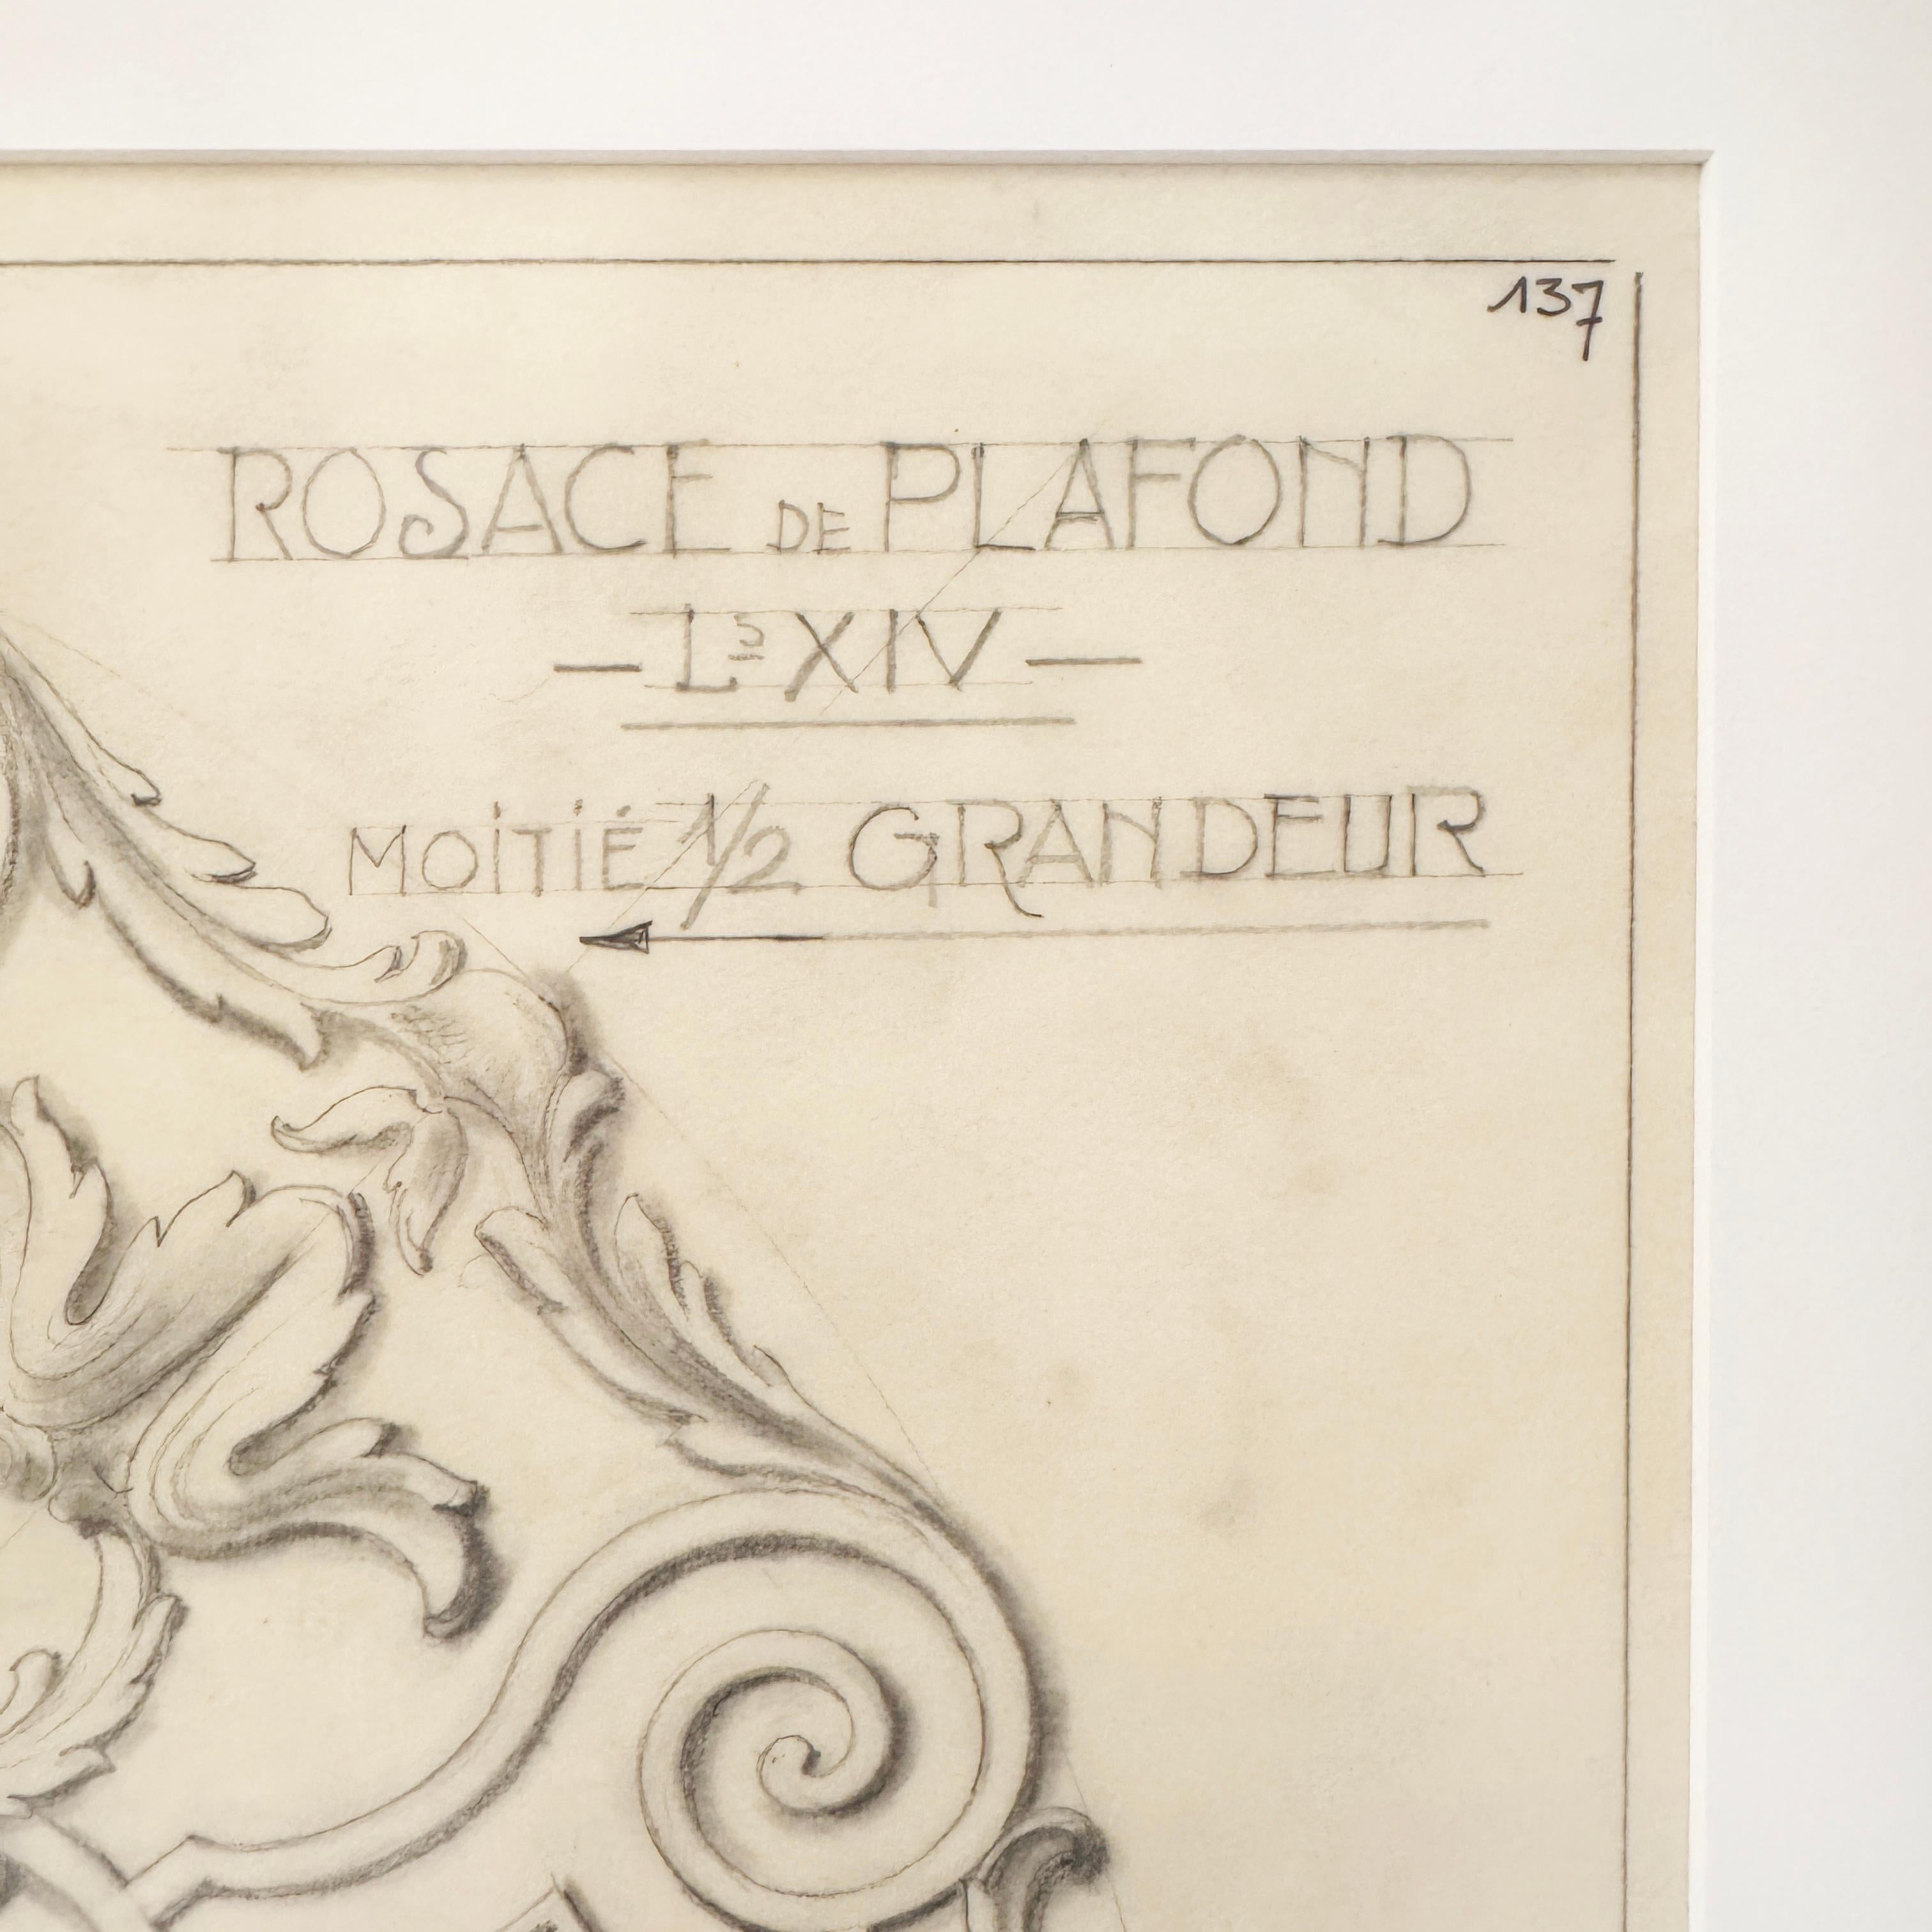 137
ROSACE DE PLAFOND
— Ls XIV —
MOITIÉ 1/2 GRANDEUR